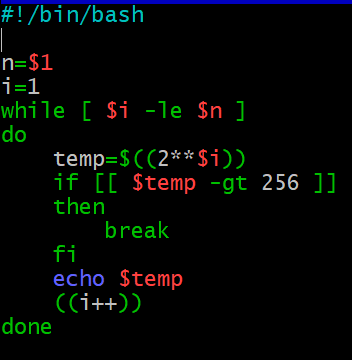 #!/bin/bash

n=$1
i=1
while [ $i -le $n ]
do
    temp=$((2**$i))
    if [[ $temp -gt 256 ]]
    then
        break
    fi
    echo $temp
    ((i++))
done